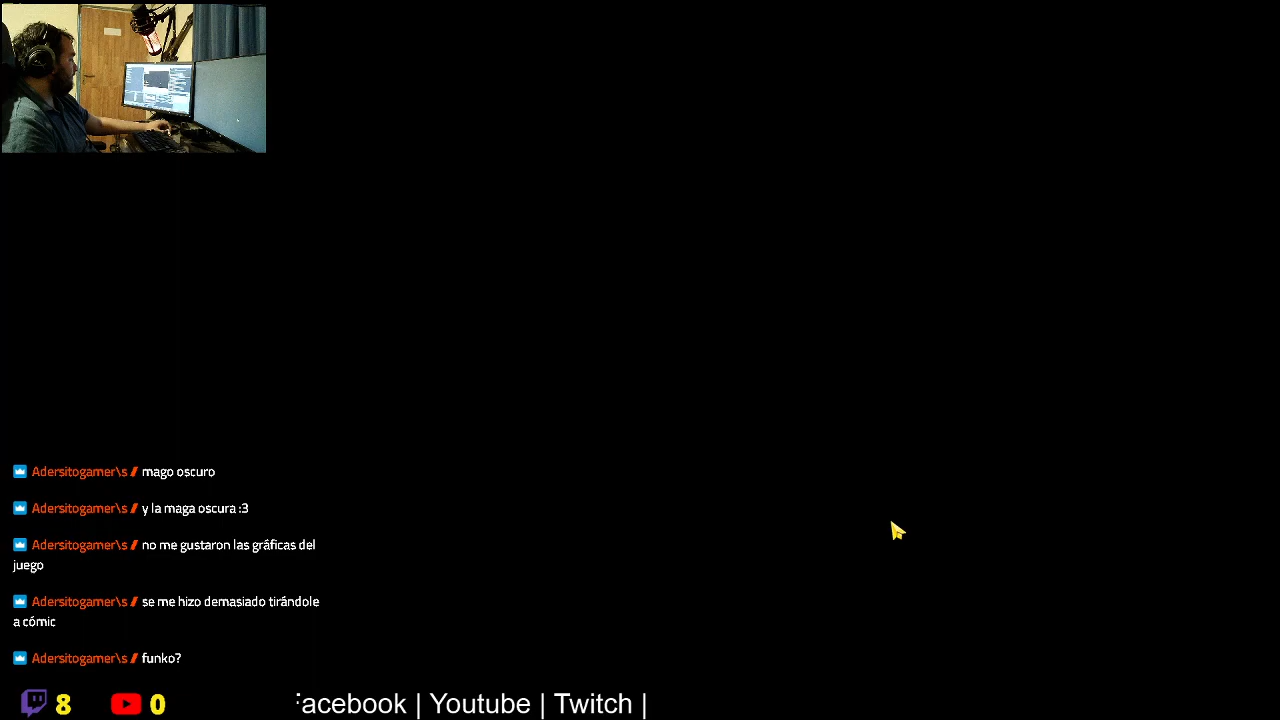 Adersitogamer\s // mago oscuro
Adersitogamer\s // y la maga oscura :3
Adersitogamer\s // no me gustaron las gráficas del
juego
Adersitogamer\s // se me hizo demasiado tirándole
a cómic
Adersitogamer\s // funko?
8 0 acebook | Youtube | Twitch |